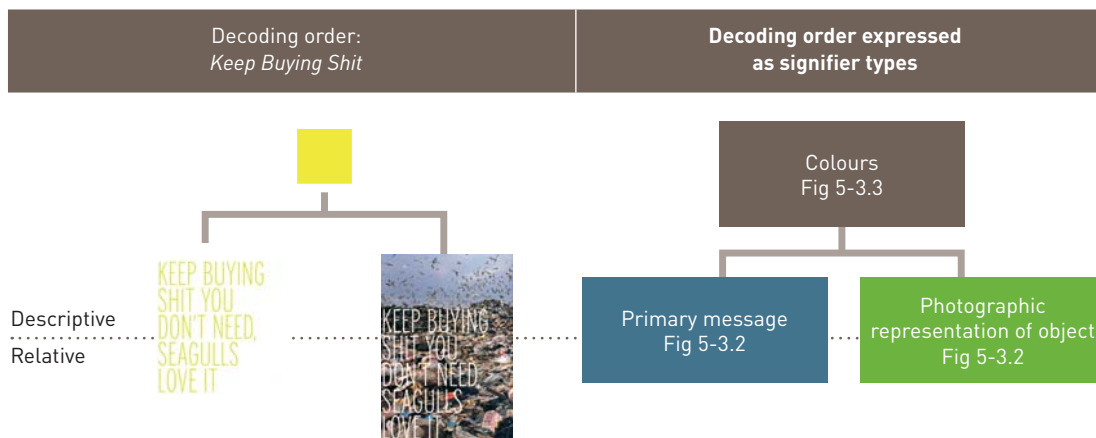 Decoding order:
Keep Buying Shit
Decoding order expressed
as signifier types
Colours
Fig 5-3.3
KEEP BUYING
SHIT YOU
DON'T NEED,
SEAGULLS
LOVE IT
KEEP BUYING
SHIT YOU
DON'T NEED,
SEAGULLS
LOVE IT
Descriptive
Relative
Primary message
Fig 5-3.2
Photographic
representation of object
Fig 5-3.2